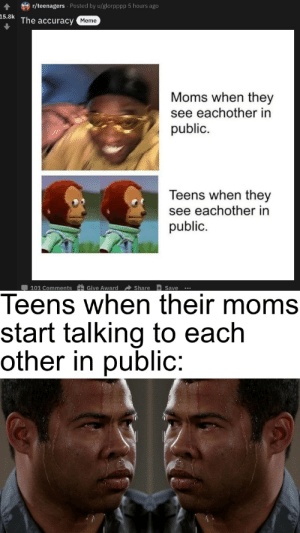 r/teenagers · Posted by u/glorpppp 5 hours ago
15.8k The accuracy Meme
Moms when they
see eachother in
public.
Teens when they
see eachother in
public.
101 Comments Give Award Share Save ...
Teens when their moms
start talking to each
other in public: